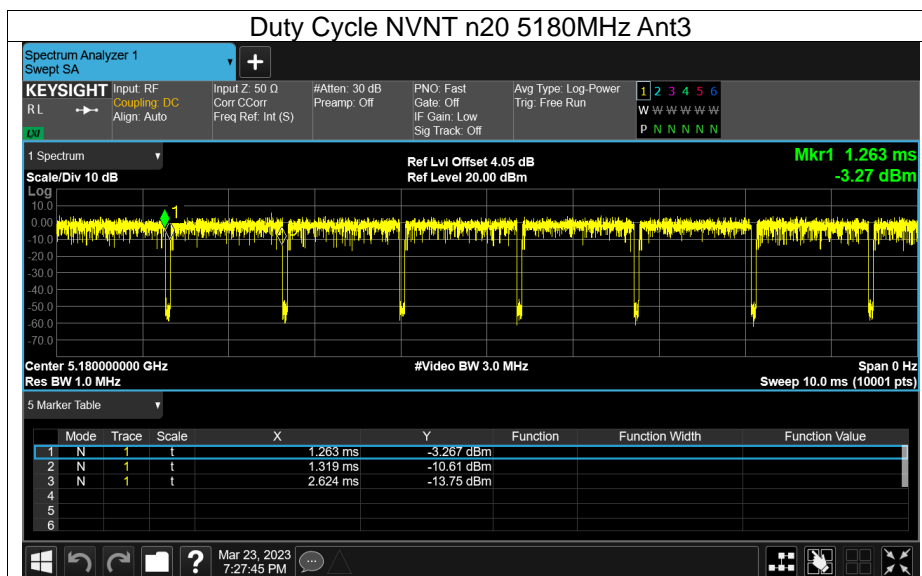 Duty Cycle NVNT n20 5180MHz Ant3
Spectrum Analyzer 1
Swept SA
+
KEYSIGHT Input: RF Input Z: 50 Ω #Atten: 30 dB PNO: Fast Avg Type: Log-Power 1 2 3 4 5 6
RL Coupling: DC Corr CCorr Preamp: Off Gate: Off Trig: Free Run W W W W W W
Align: Auto Freq Ref: Int (S) IF Gain: Low
LXI Sig Track: Off P N N N N N
1 Spectrum Ref Lvl Offset 4.05 dB Mkr1 1.263 ms
Scale/Div 10 dB Ref Level 20.00 dBm -3.27 dBm
Log
10.0
0.00
-10.0
-20.0
-30.0
-40.0
-50.0
-60.0
-70.0
1
Center 5.180000000 GHz #Video BW 3.0 MHz Span 0 Hz
Res BW 1.0 MHz Sweep 10.0 ms (10001 pts)
5 Marker Table
Mode Trace Scale X Y Function Function Width Function Value
1 N 1 t 1.263 ms -3.267 dBm
2 N 1 t 1.319 ms -10.61 dBm
3 N 1 t 2.624 ms -13.75 dBm
4
5
6
? Mar 23, 2023
7:27:45 PM